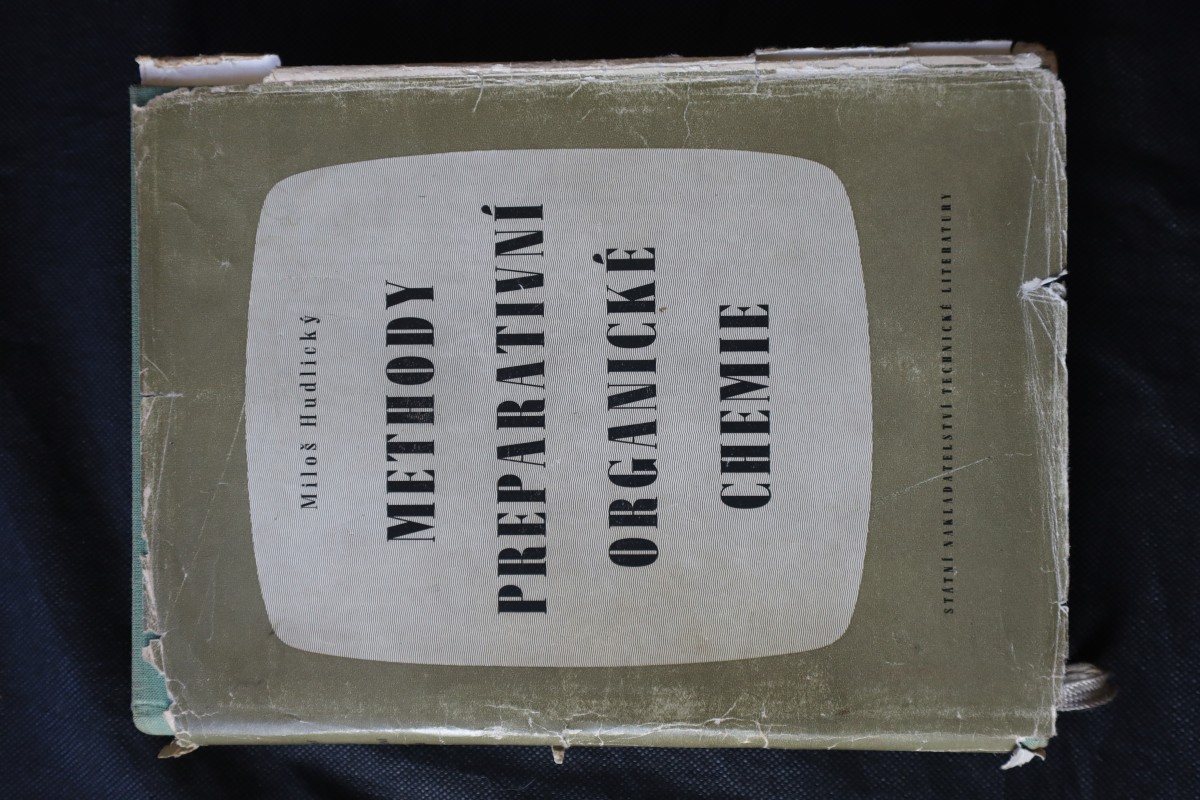 Miloš Hudlický
METHODY
PREPARATIVNÍ
ORGANICKÉ
CHEMIE
STÁTNÍ NAKLADATELSTVÍ TECHNICKÉ LITERATURY